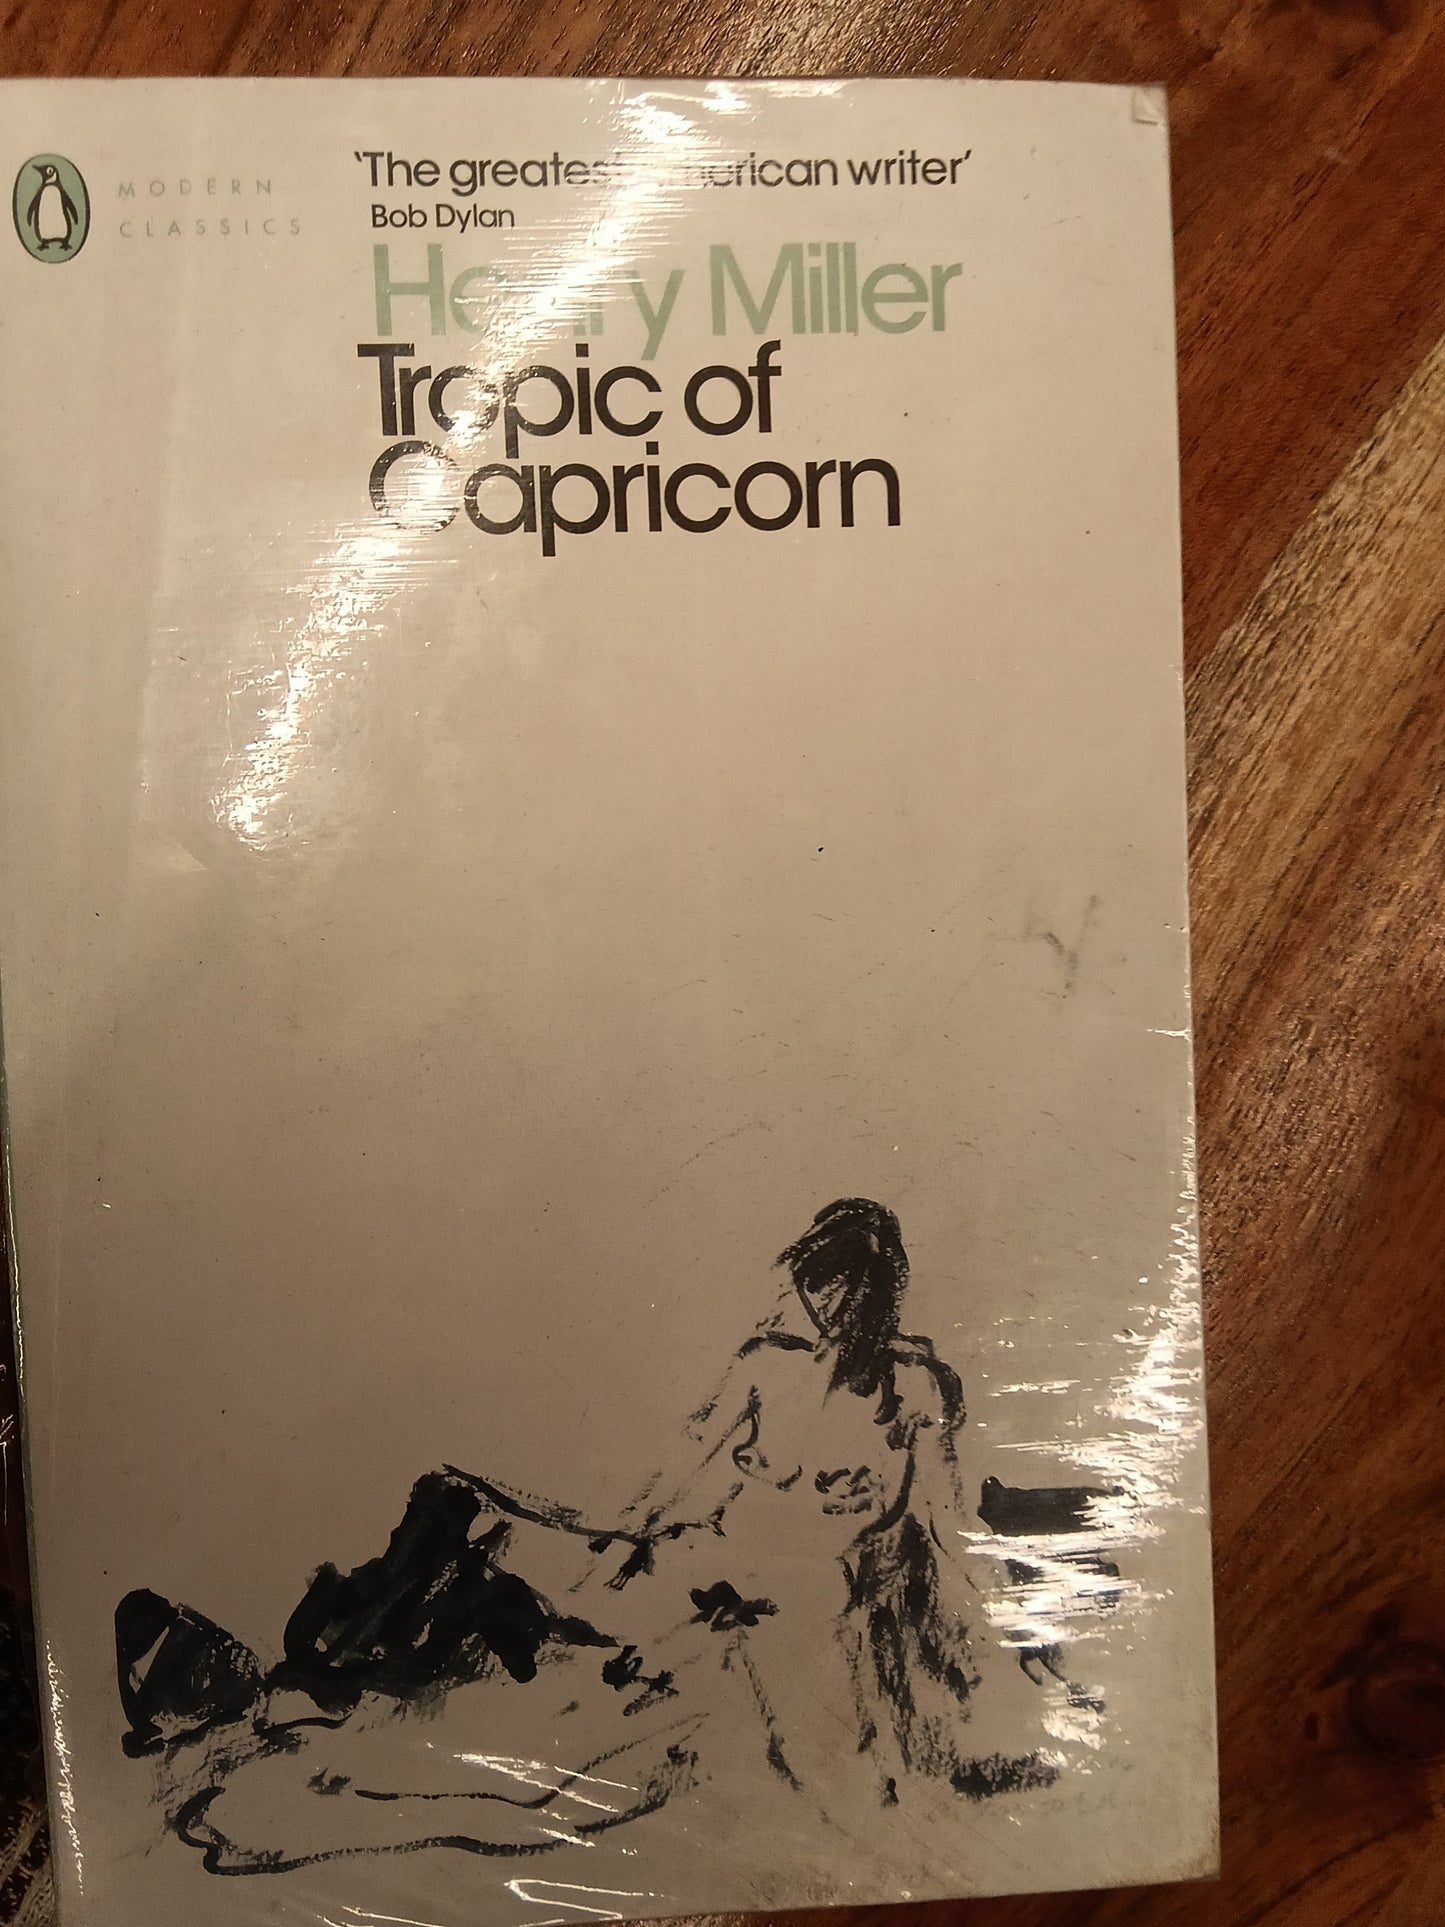 MODERN
CLASSICS
‘The greatest American writer’
Bob Dylan
Henry Miller
Tropic of
Capricorn